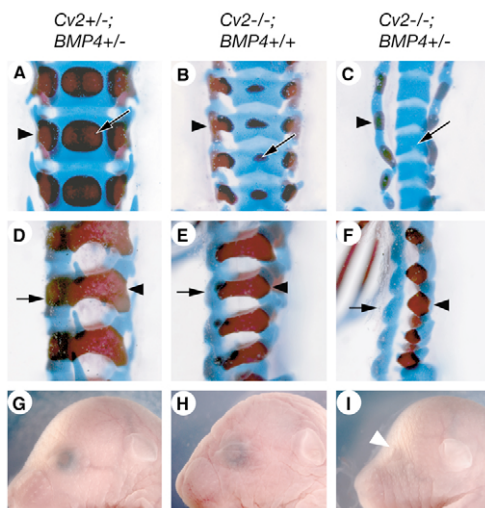 Cv2+/-;
BMP4+/-
Cv2-/-;
BMP4+/+
Cv2-/-;
BMP4+/-
A
B
C
D
E
F
G
H
I